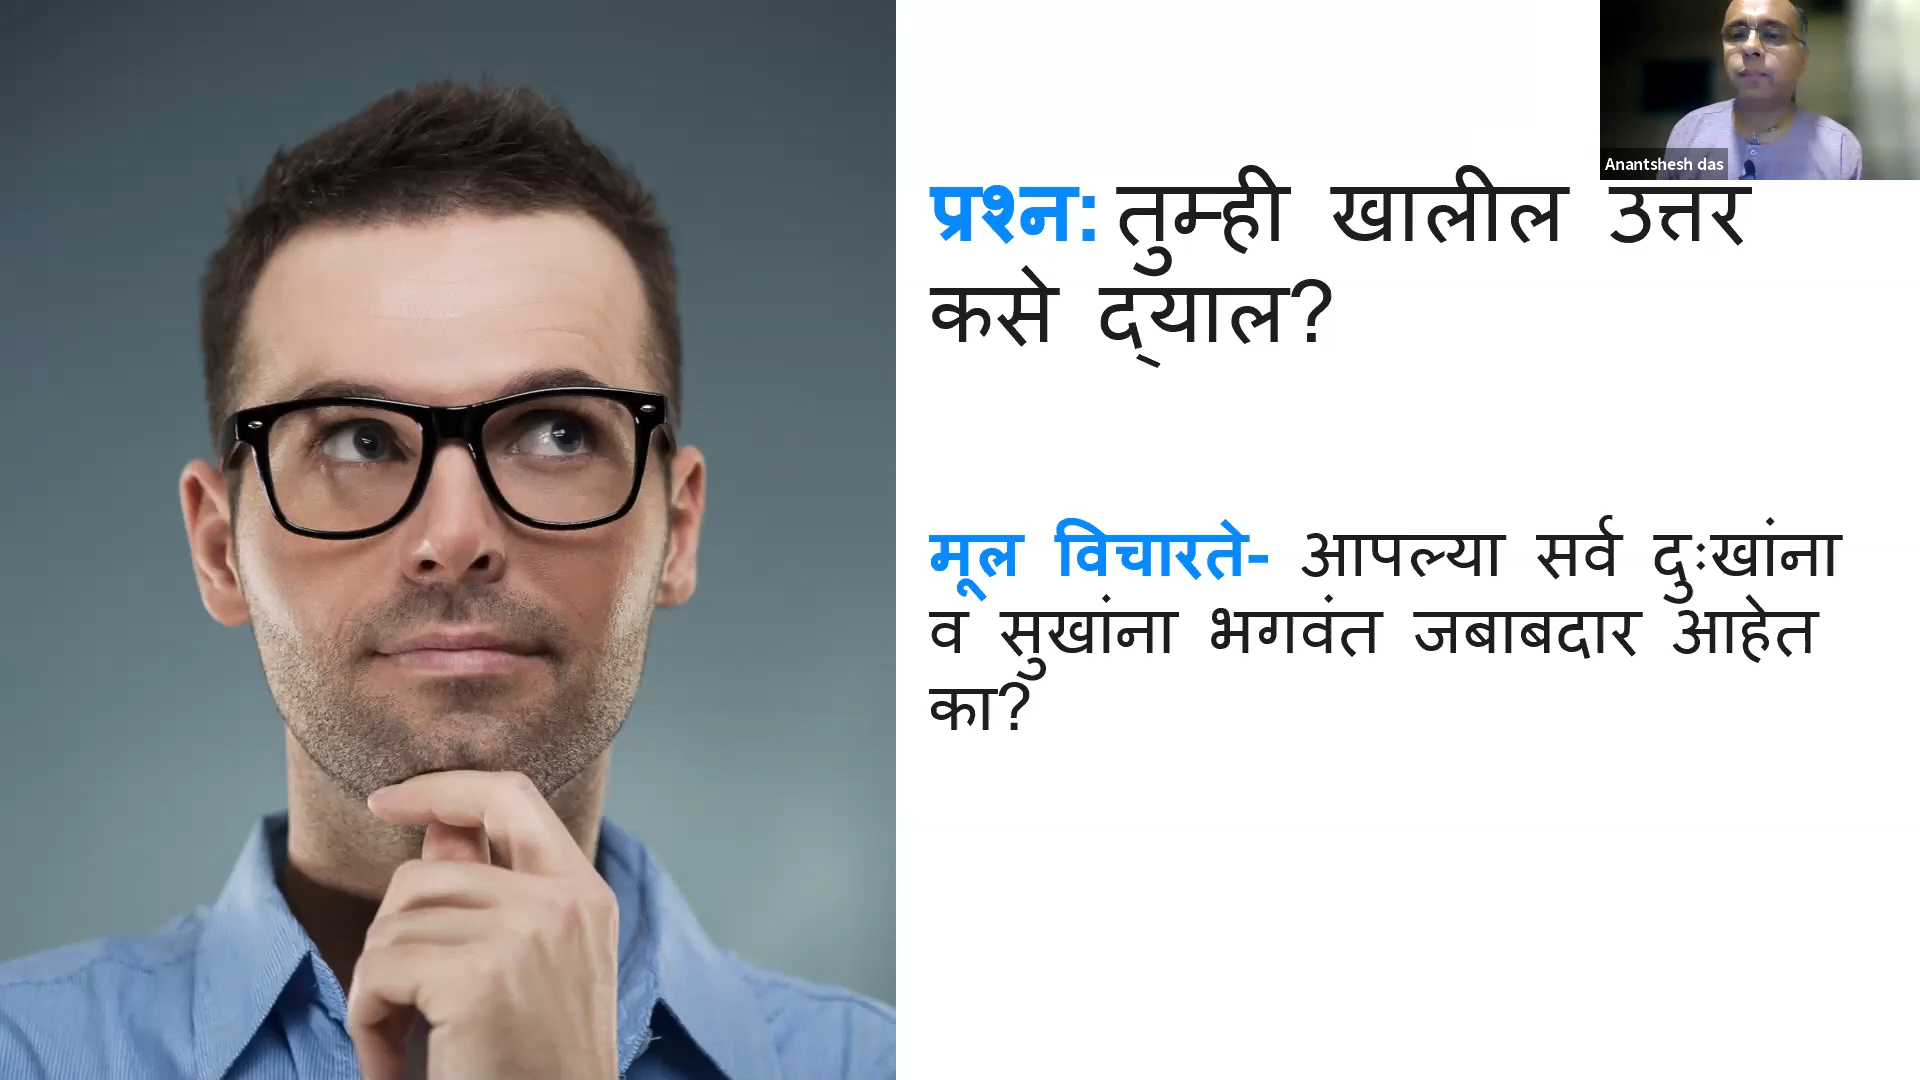 Anantshesh das
प्रश्न: तुम्ही खालील उत्तर
कसे द्‌याल?
मूल विचारते- आपल्या सर्व दुःखांना
व सुखांना भगवंत जबाबदार आहेत
का?